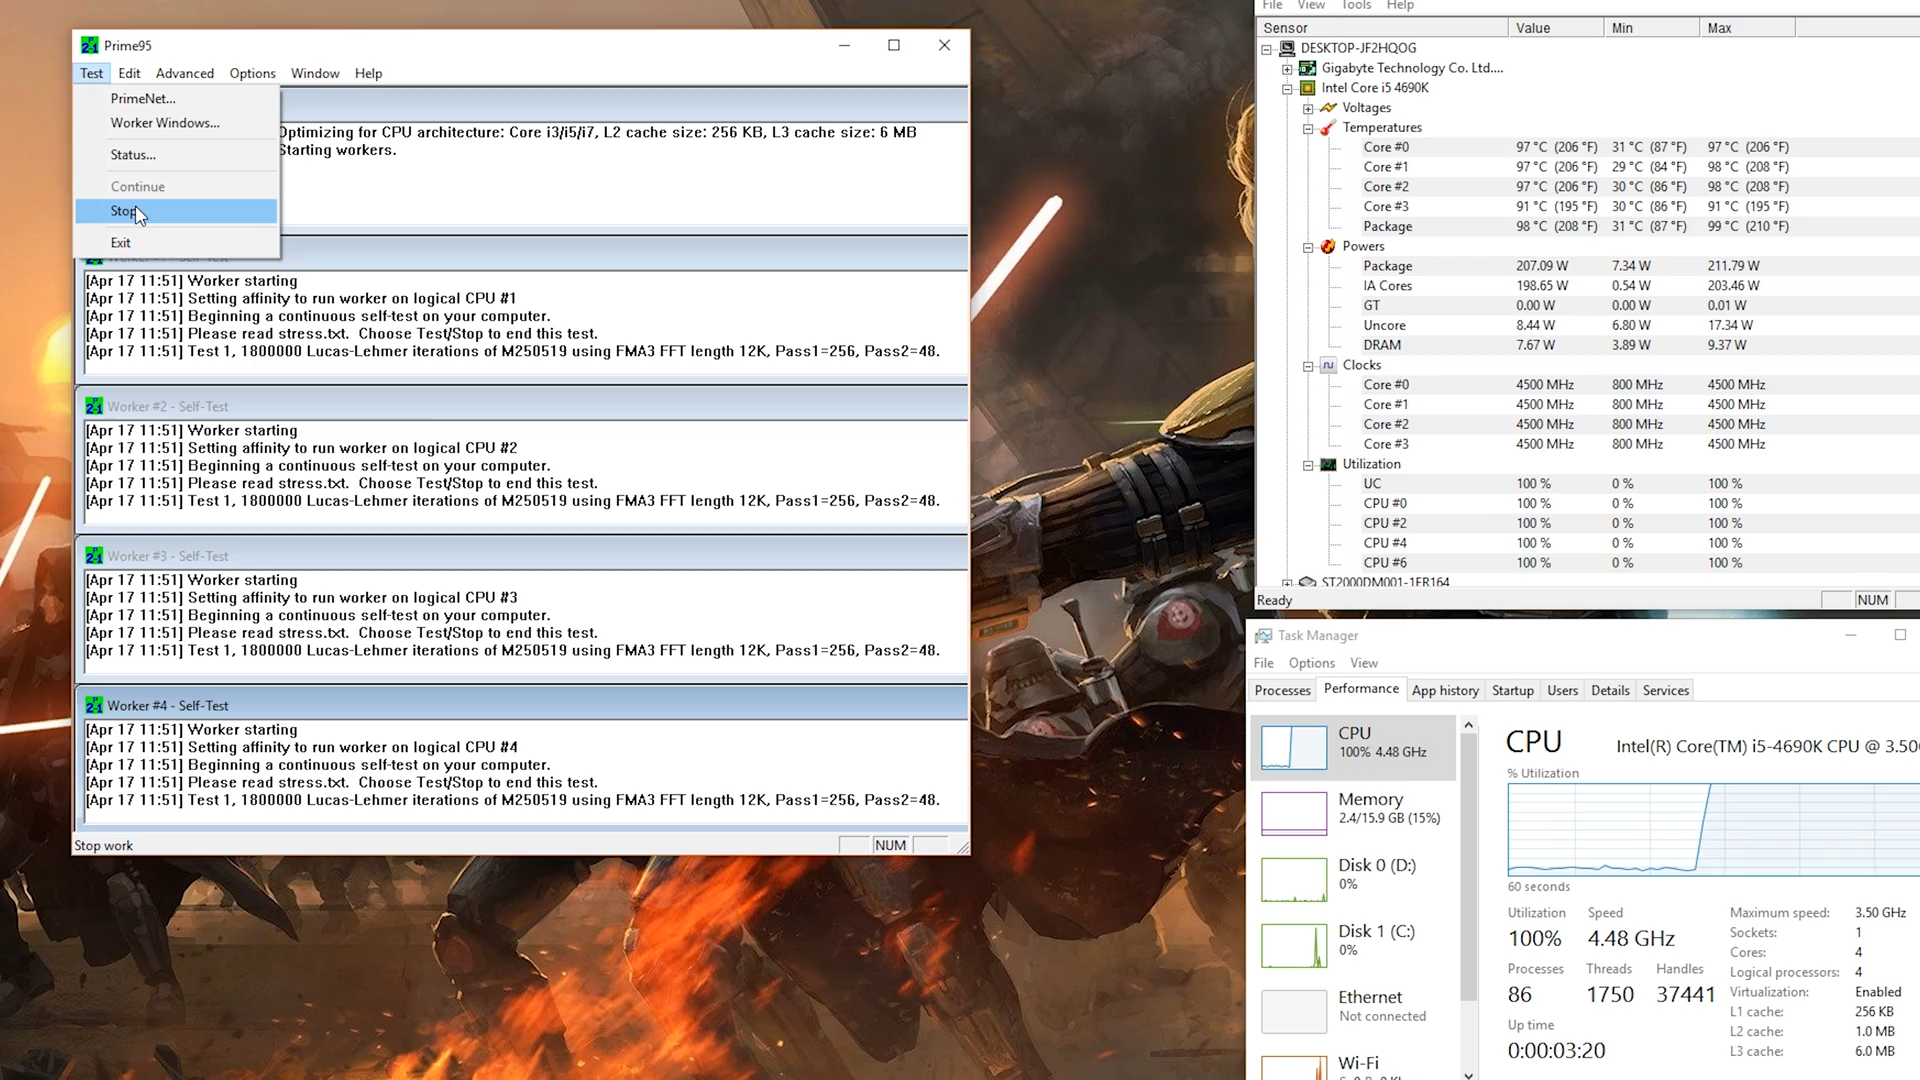 Prime95
Test Edit Advanced Options Window Help
PrimeNet...
Worker Windows...
Status...
Continue
Stop
Exit
Optimizing for CPU architecture: Core i3/i5/i7, L2 cache size: 256 KB, L3 cache size: 6 MB
Starting workers.
[Apr 17 11:51] Worker starting
[Apr 17 11:51] Setting affinity to run worker on logical CPU #1
[Apr 17 11:51] Beginning a continuous self-test on your computer.
[Apr 17 11:51] Please read stress.txt.  Choose Test/Stop to end this test.
[Apr 17 11:51] Test 1, 1800000 Lucas-Lehmer iterations of M250519 using FMA3 FFT length 12K, Pass1=256, Pass2=48.
Worker #2 - Self-Test
[Apr 17 11:51] Worker starting
[Apr 17 11:51] Setting affinity to run worker on logical CPU #2
[Apr 17 11:51] Beginning a continuous self-test on your computer.
[Apr 17 11:51] Please read stress.txt.  Choose Test/Stop to end this test.
[Apr 17 11:51] Test 1, 1800000 Lucas-Lehmer iterations of M250519 using FMA3 FFT length 12K, Pass1=256, Pass2=48.
Worker #3 - Self-Test
[Apr 17 11:51] Worker starting
[Apr 17 11:51] Setting affinity to run worker on logical CPU #3
[Apr 17 11:51] Beginning a continuous self-test on your computer.
[Apr 17 11:51] Please read stress.txt.  Choose Test/Stop to end this test.
[Apr 17 11:51] Test 1, 1800000 Lucas-Lehmer iterations of M250519 using FMA3 FFT length 12K, Pass1=256, Pass2=48.
Worker #4 - Self-Test
[Apr 17 11:51] Worker starting
[Apr 17 11:51] Setting affinity to run worker on logical CPU #4
[Apr 17 11:51] Beginning a continuous self-test on your computer.
[Apr 17 11:51] Please read stress.txt.  Choose Test/Stop to end this test.
[Apr 17 11:51] Test 1, 1800000 Lucas-Lehmer iterations of M250519 using FMA3 FFT length 12K, Pass1=256, Pass2=48.
Stop work NUM
File View Tools Help
Sensor Value Min Max
DESKTOP-JF2HQOG
Gigabyte Technology Co. Ltd....
Intel Core i5 4690K
Voltages
Temperatures
Core #0 97 °C (206 °F) 31 °C (87 °F) 97 °C (206 °F)
Core #1 97 °C (206 °F) 29 °C (84 °F) 98 °C (208 °F)
Core #2 97 °C (206 °F) 30 °C (86 °F) 98 °C (208 °F)
Core #3 91 °C (195 °F) 30 °C (86 °F) 91 °C (195 °F)
Package 98 °C (208 °F) 31 °C (87 °F) 99 °C (210 °F)
Powers
Package 207.09 W 7.34 W 211.79 W
IA Cores 198.65 W 0.54 W 203.46 W
GT 0.00 W 0.00 W 0.01 W
Uncore 8.44 W 6.80 W 17.34 W
DRAM 7.67 W 3.89 W 9.37 W
Clocks
Core #0 4500 MHz 800 MHz 4500 MHz
Core #1 4500 MHz 800 MHz 4500 MHz
Core #2 4500 MHz 800 MHz 4500 MHz
Core #3 4500 MHz 800 MHz 4500 MHz
Utilization
UC 100 % 0 % 100 %
CPU #0 100 % 0 % 100 %
CPU #2 100 % 0 % 100 %
CPU #4 100 % 0 % 100 %
CPU #6 100 % 0 % 100 %
ST2000DM001-1ER164
Ready NUM
Task Manager
File Options View
Processes Performance App history Startup Users Details Services
CPU
100% 4.48 GHz
Memory
2.4/15.9 GB (15%)
Disk 0 (D:)
0%
Disk 1 (C:)
0%
Ethernet
Not connected
Wi-Fi
CPU Intel(R) Core(TM) i5-4690K CPU @ 3.50
% Utilization
60 seconds
Utilization Speed
100% 4.48 GHz
Processes Threads Handles
86 1750 37441
Up time
0:00:03:20
Maximum speed: 3.50 GHz
Sockets: 1
Cores: 4
Logical processors: 4
Virtualization: Enabled
L1 cache: 256 KB
L2 cache: 1.0 MB
L3 cache: 6.0 MB